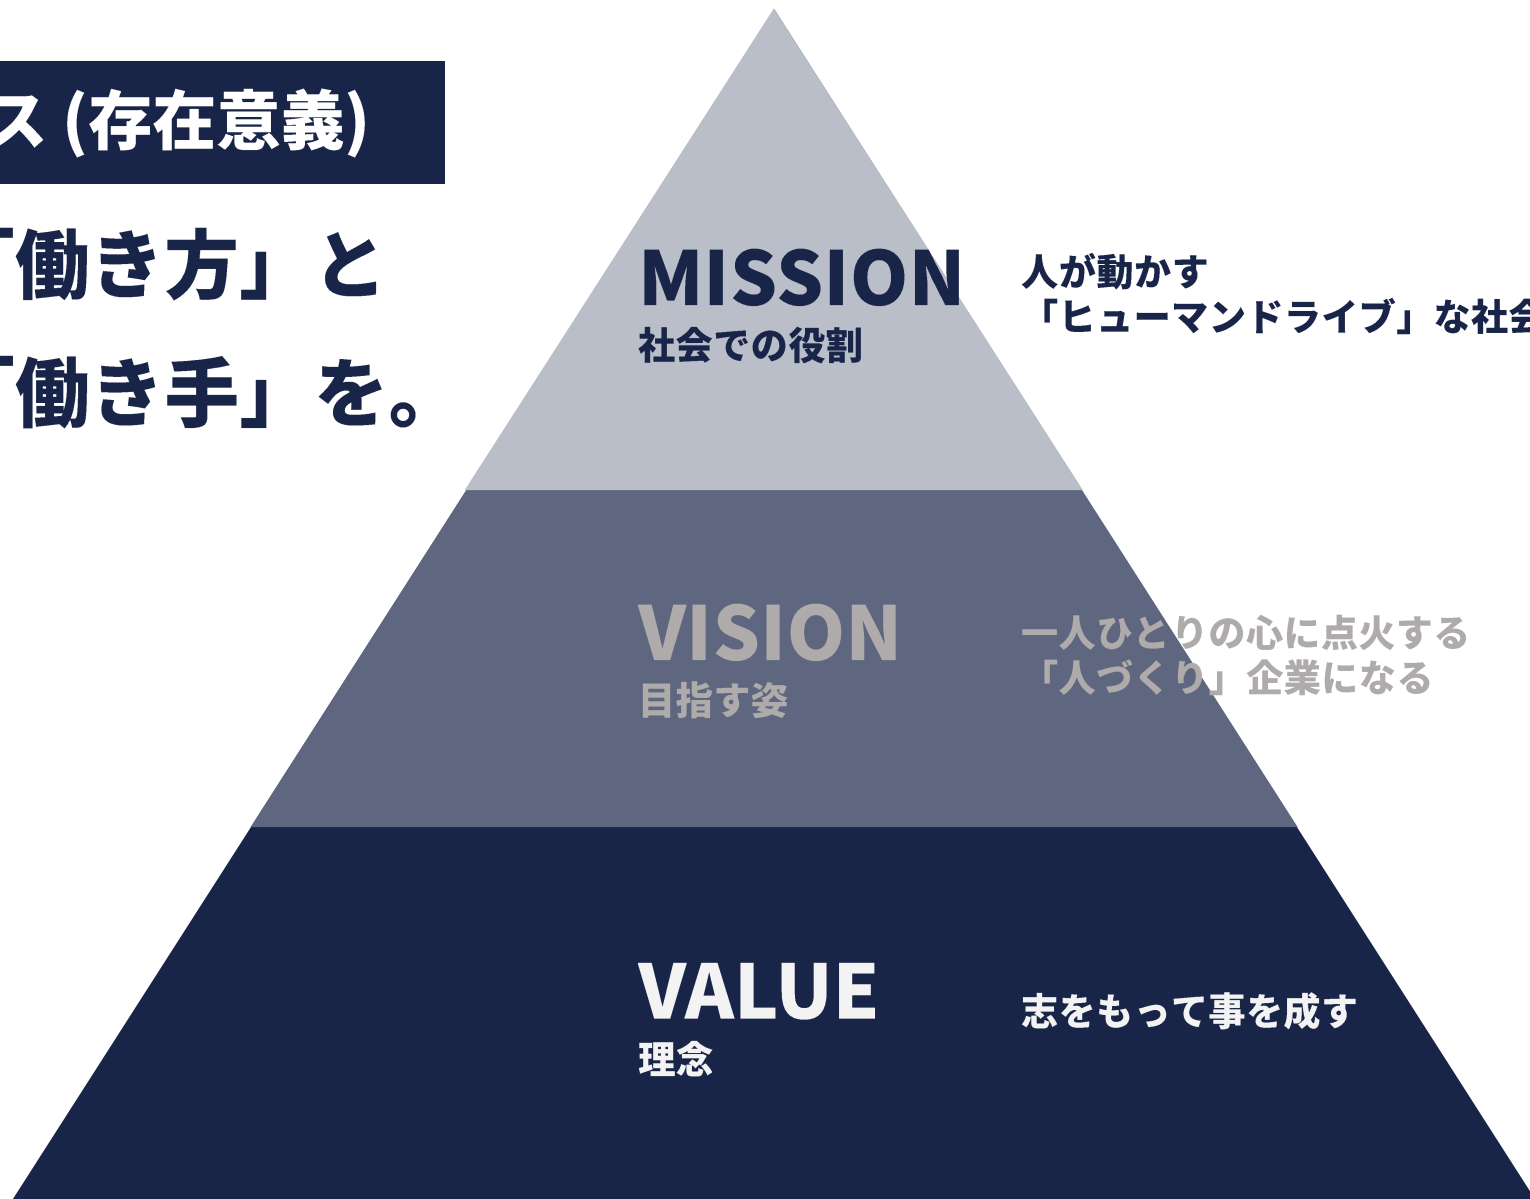 ス (存在意義)
「働き方」と
「働き手」を。
MISSION
社会での役割
人が動かす
「ヒューマンドライブ」な社会
VISION
目指す姿
一人ひとりの心に点火する
「人づくり」企業になる
VALUE
理念
志をもって事を成す